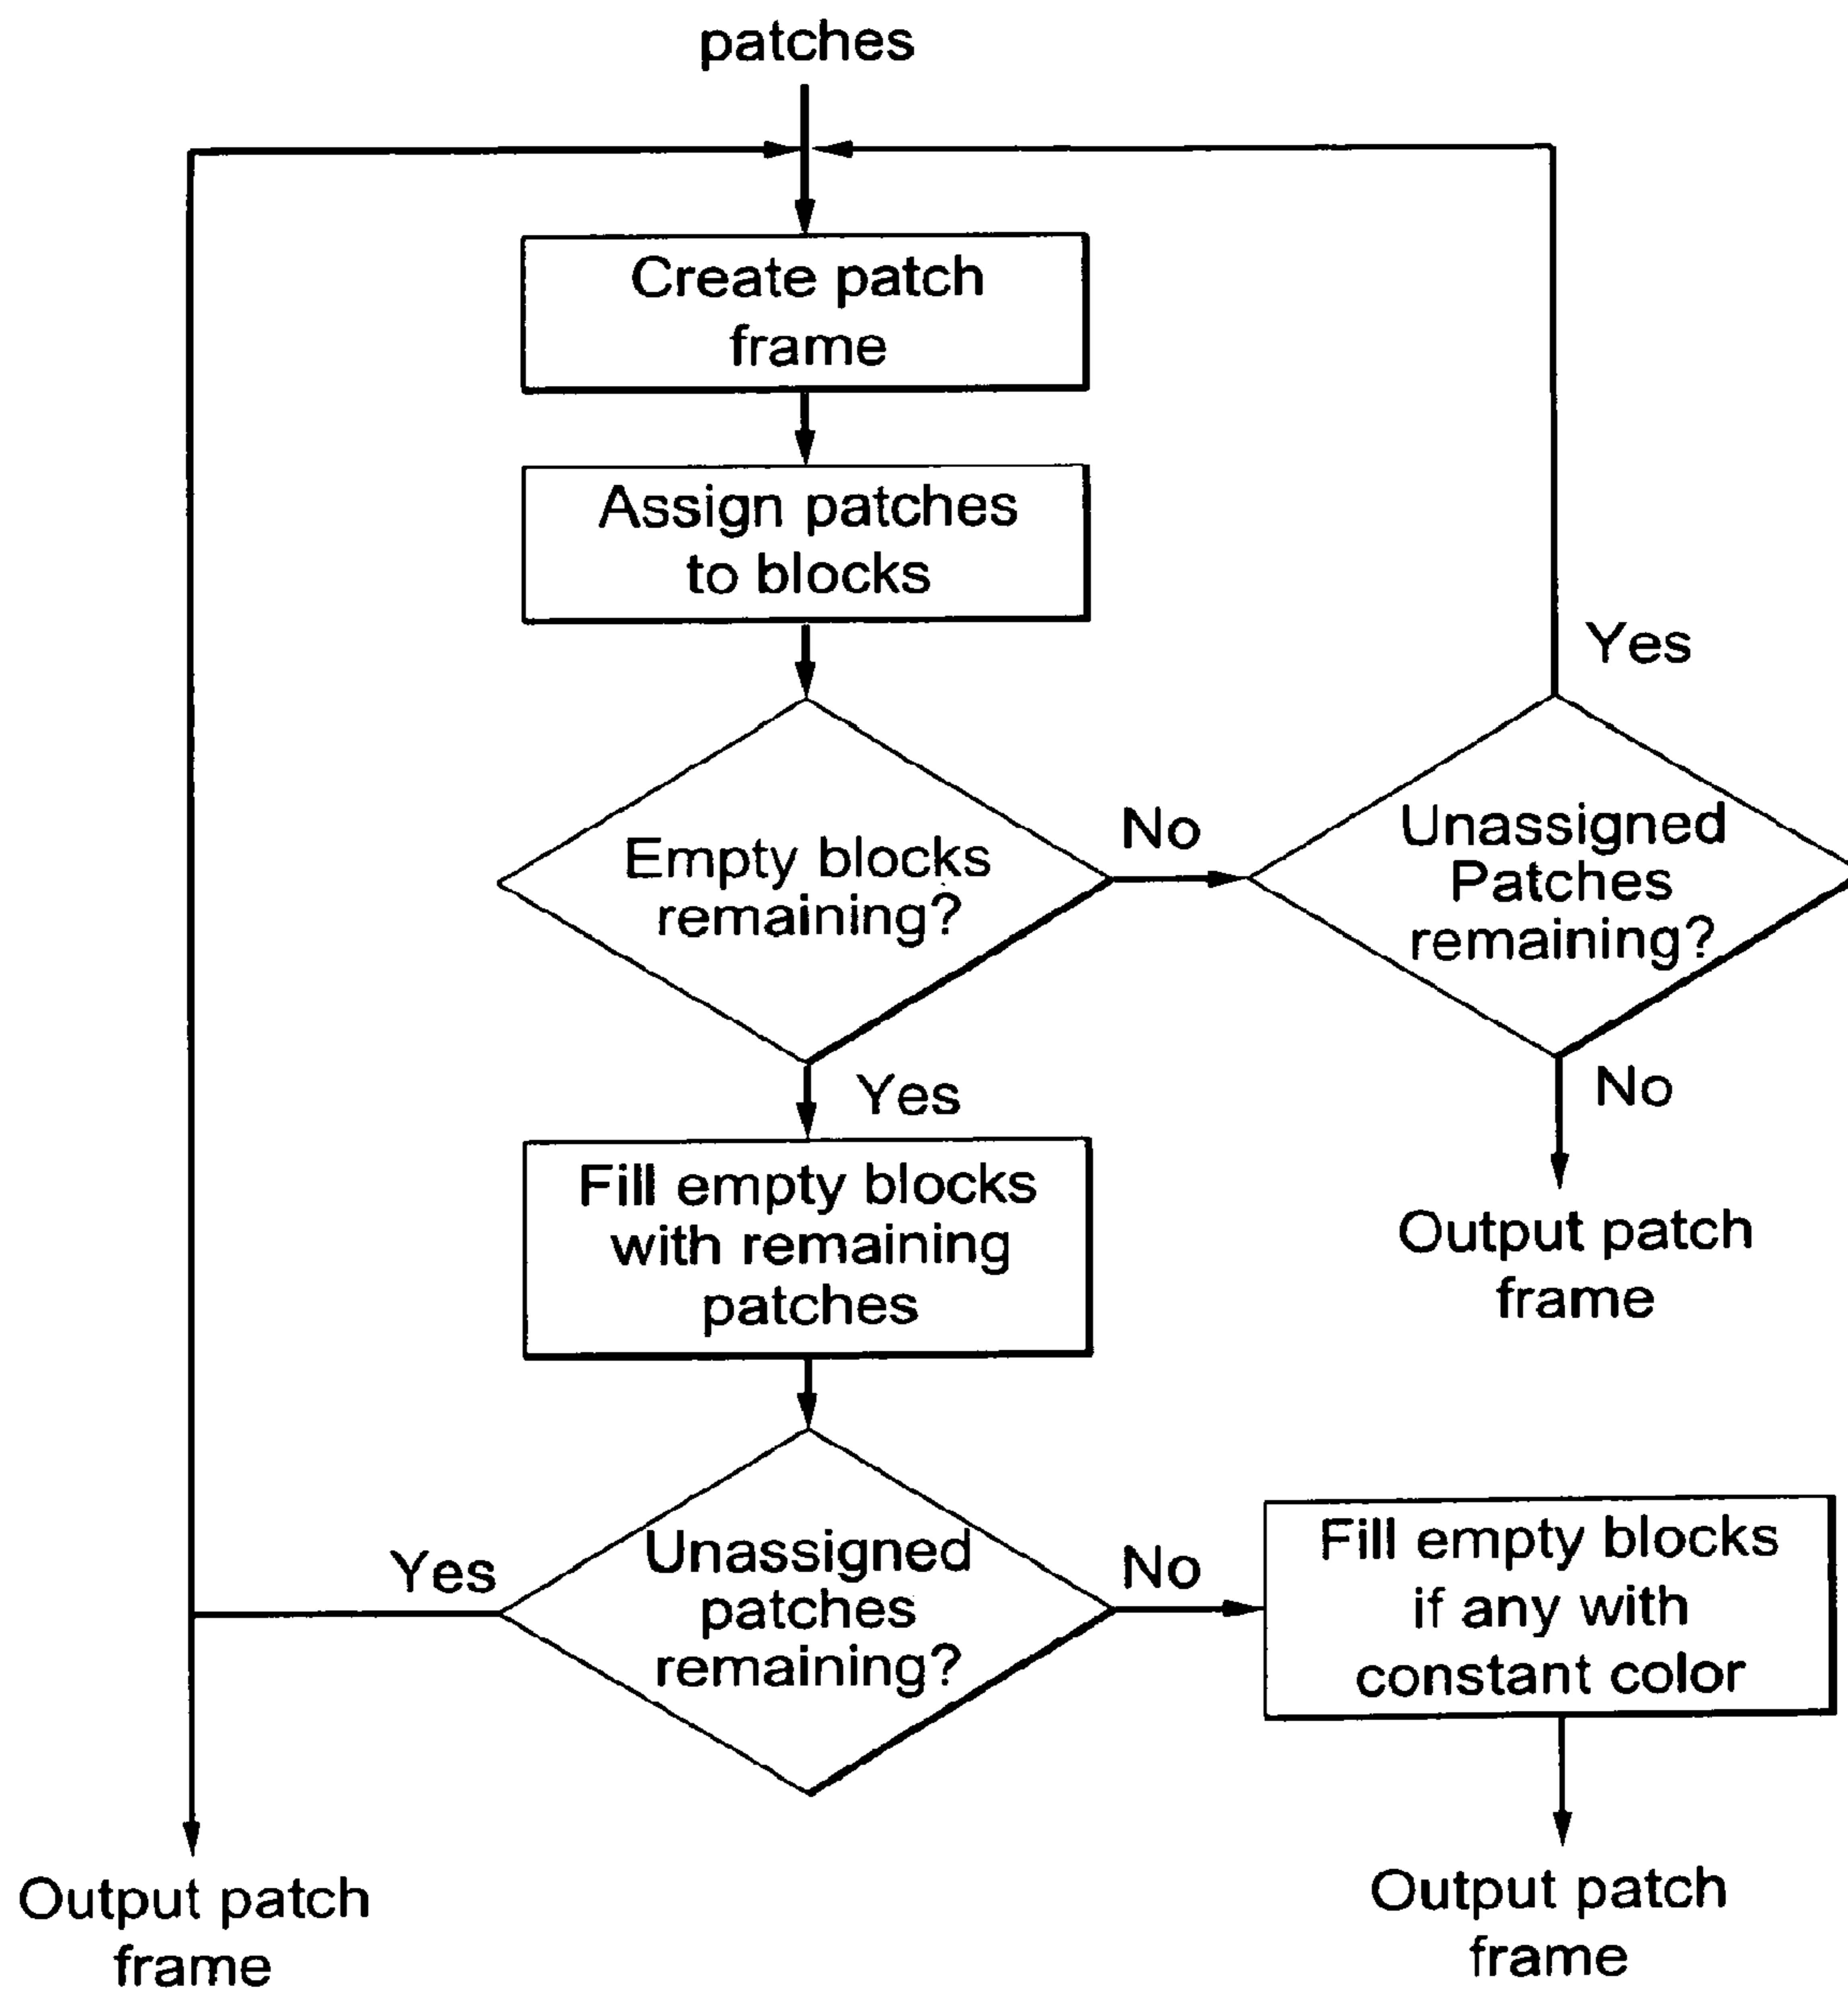 patches
Create patch
frame
Assign patches
to blocks
Yes
Empty blocks
remaining?
No
Unassigned
Patches
remaining?
Yes
No
Fill empty blocks
with remaining
patches
Output patch
frame
Yes
Unassigned
patches
remaining?
No
Fill empty blocks
if any with
constant color
Output patch
frame
Output patch
frame